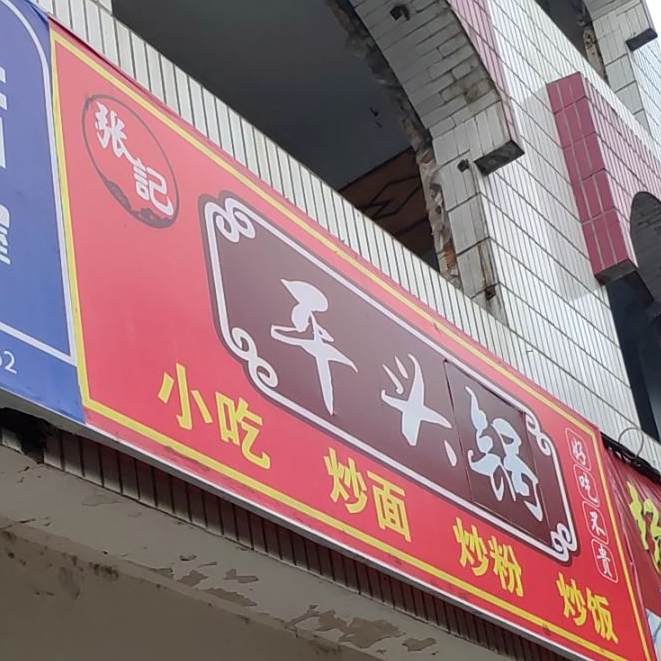 张記
平头锅
好吃不贵
小吃 炒面 炒粉 炒饭